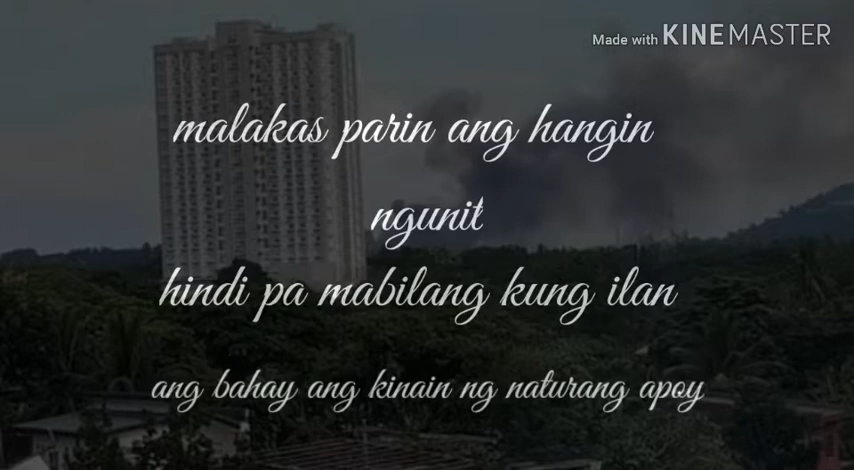 Made with KINEMASTER
malakas parin ang hangin
ngunit
hindi pa mabilang kung ilan
ang bahay ang kinain ng naturang apoy